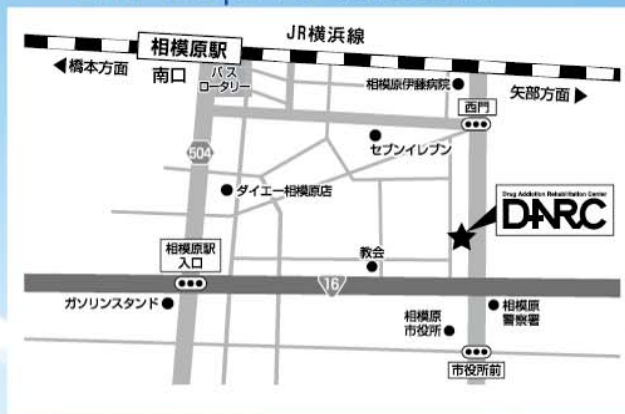 JR横浜線
相模原駅
橋本方面
南口
バス
ロータリー
相模原伊藤病院
矢部方面
西門
セブンイレブン
504
ダイエー相模原店
Drug Addiction Rehabilitation Center
DARC
相模原駅
入口
教会
16
ガソリンスタンド
相模原
市役所
相模原
警察署
市役所前